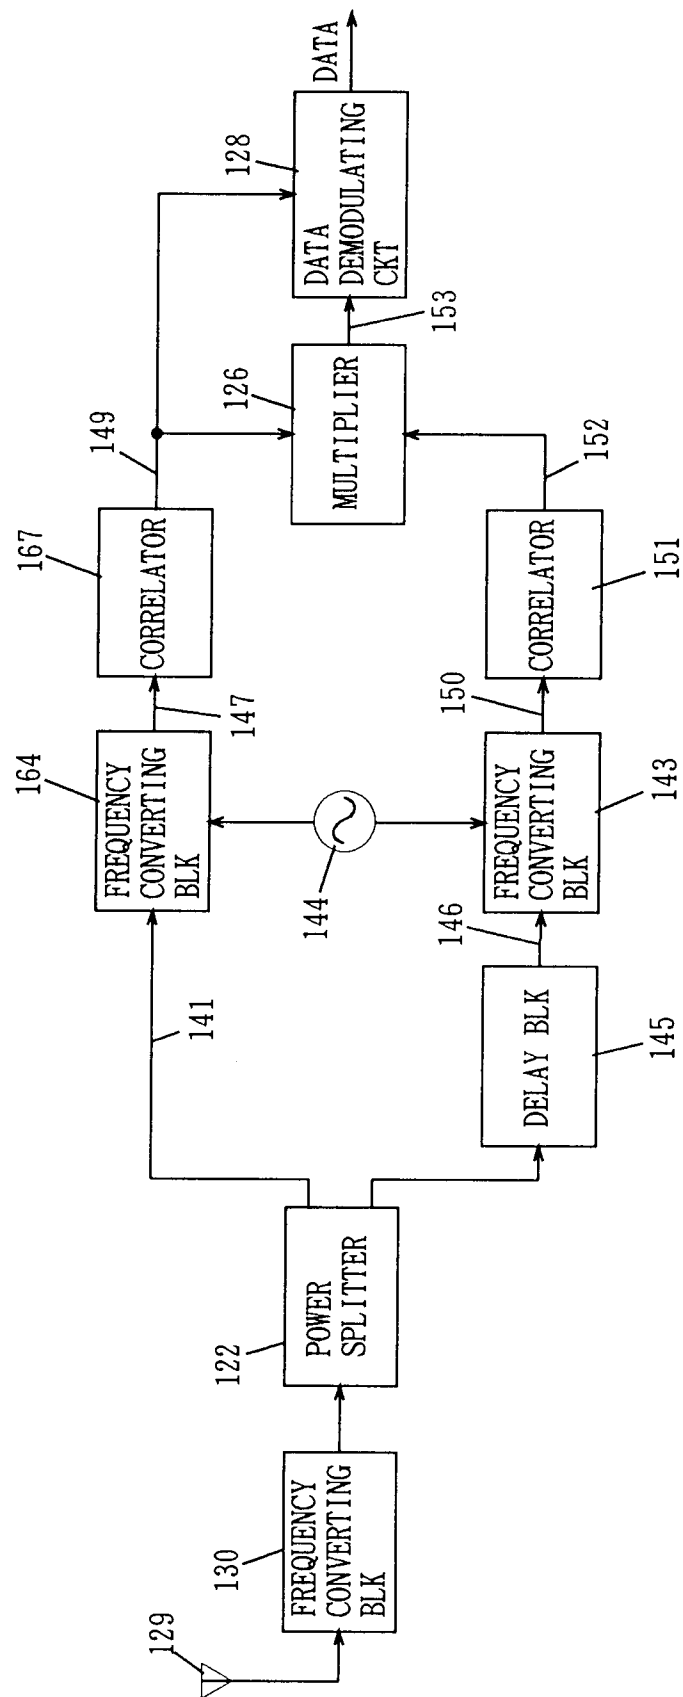 129
130
FREQUENCY
CONVERTING
BLK
122
POWER
SPLITTER
141
164
FREQUENCY
CONVERTING
BLK
147
167
CORRELATOR
149
144
145
DELAY BLK
146
143
FREQUENCY
CONVERTING
BLK
150
151
CORRELATOR
152
126
MULTIPLIER
153
128
DATA
DEMODULATING
CKT
DATA